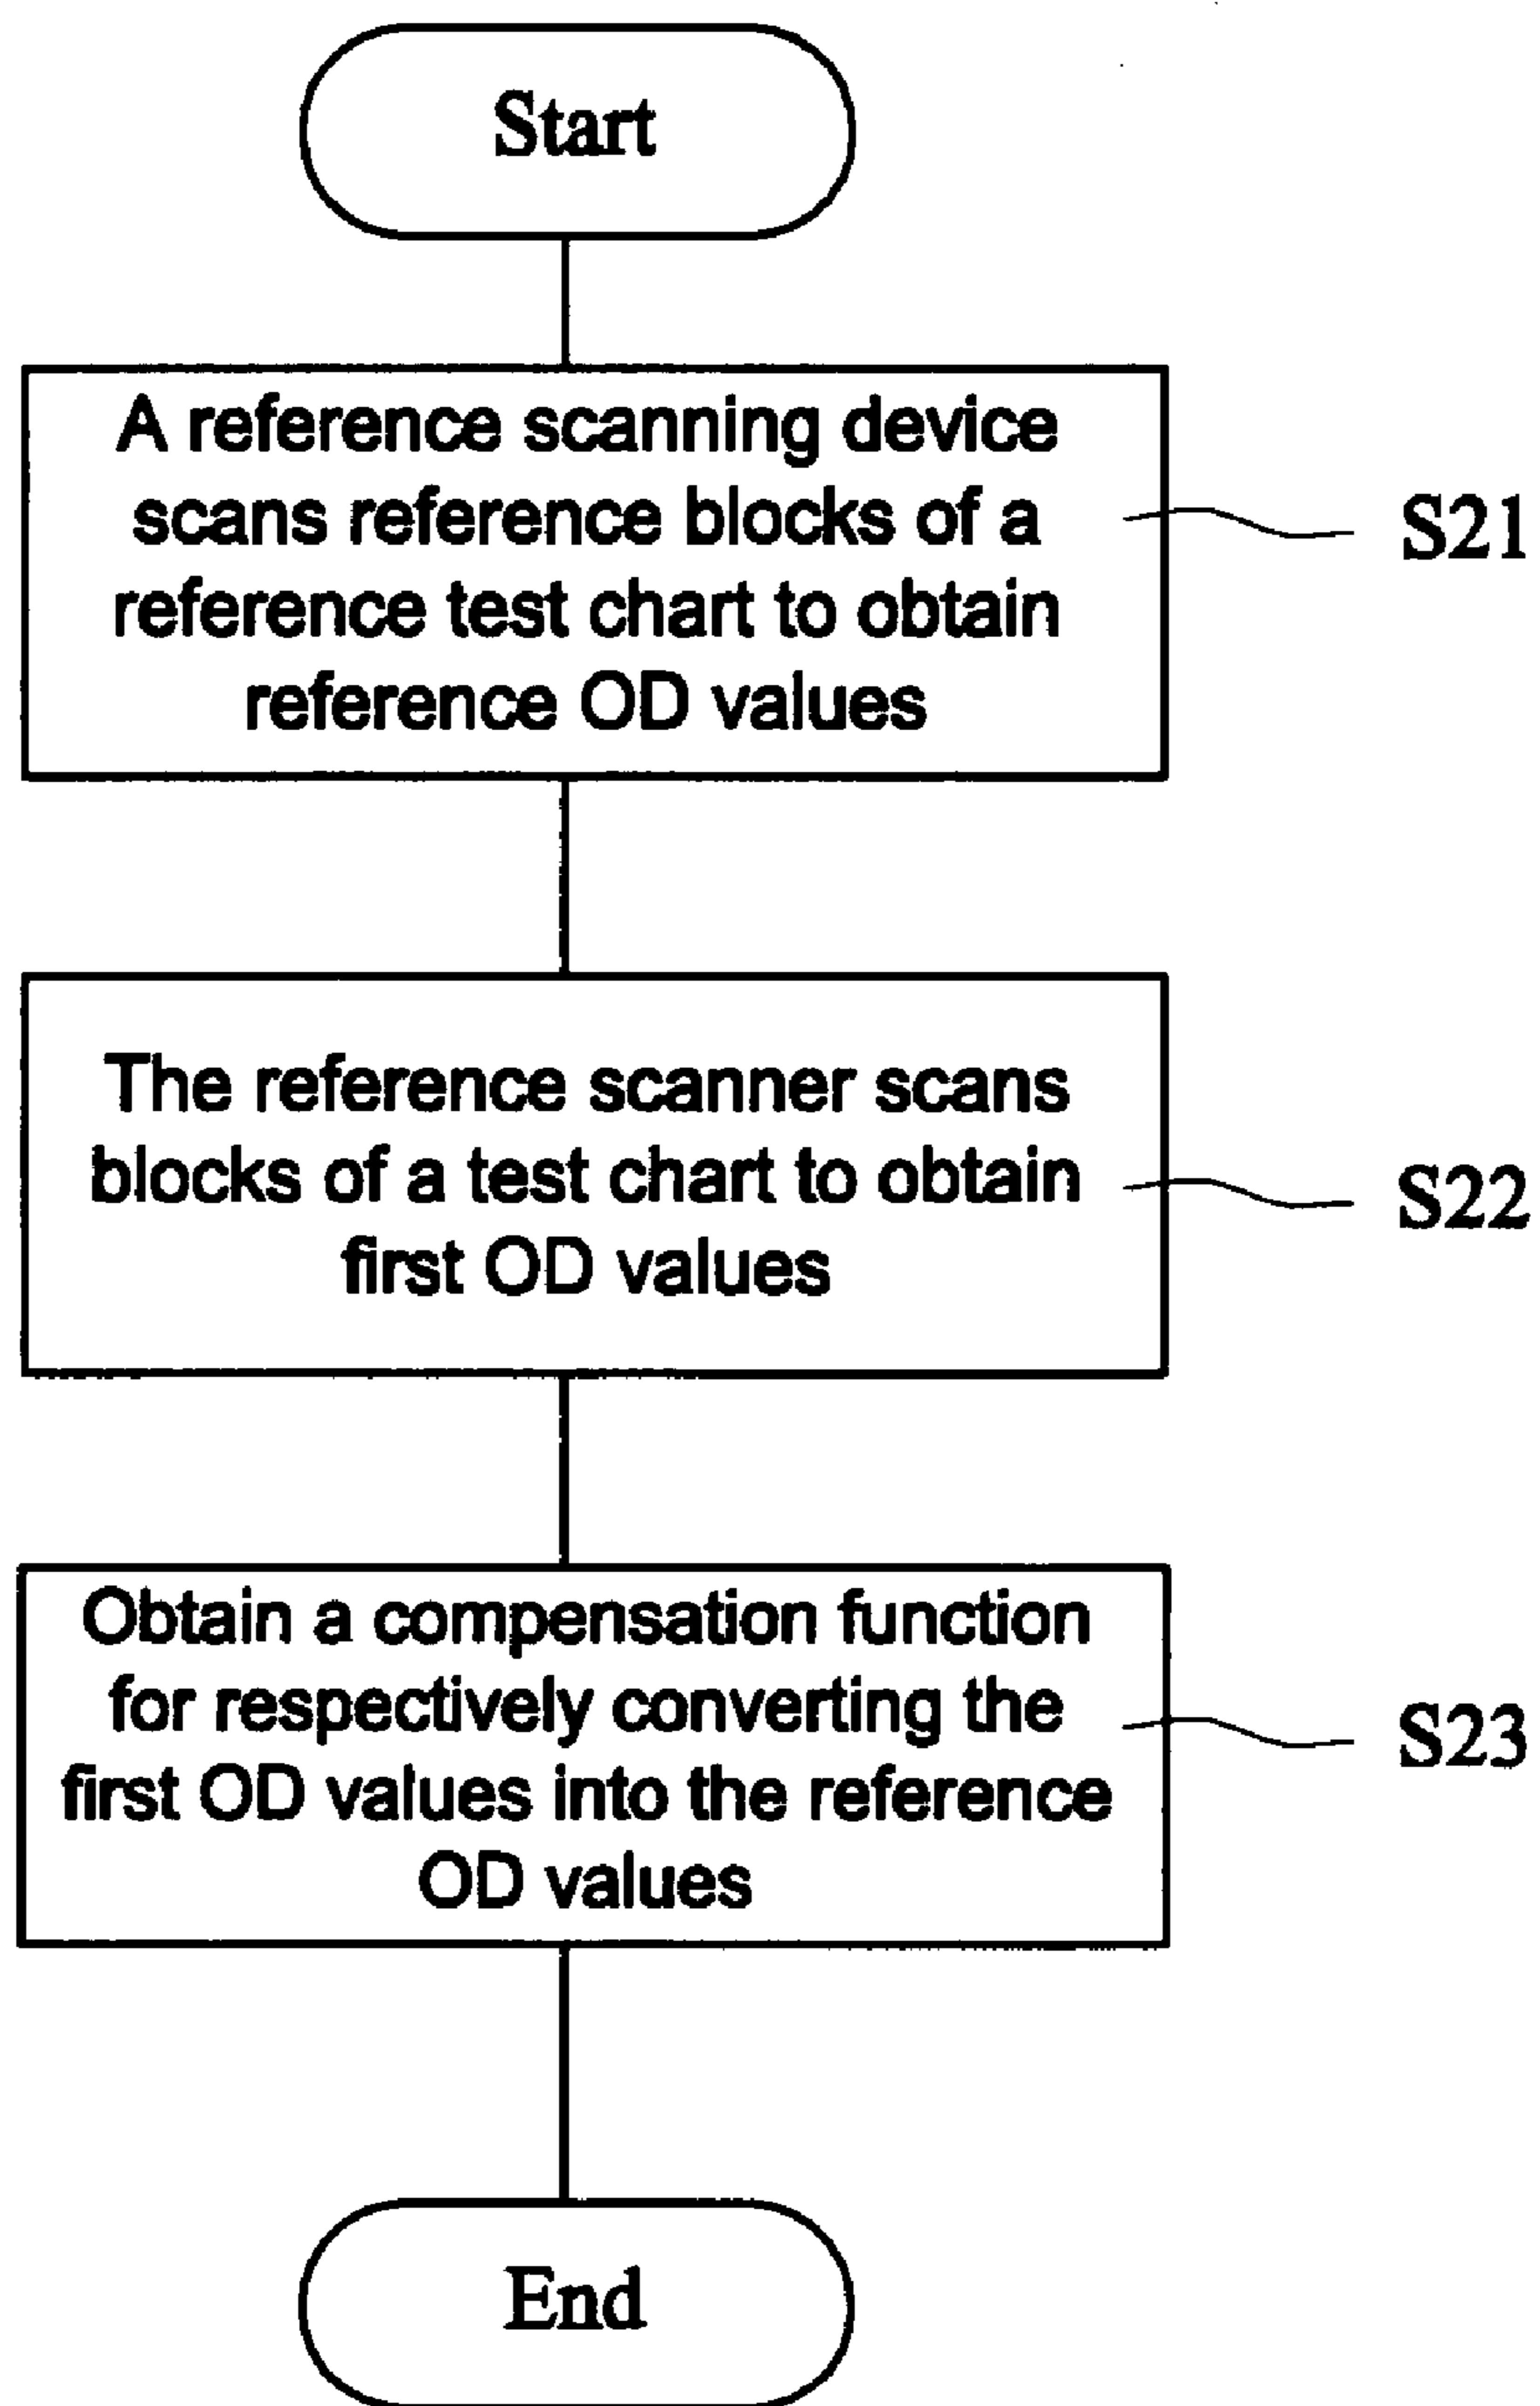 Start
A reference scanning device
scans reference blocks of a
reference test chart to obtain
reference OD values
S21
The reference scanner scans
blocks of a test chart to obtain
first OD values
S22
Obtain a compensation function
for respectively converting the
first OD values into the reference
OD values
S23
End